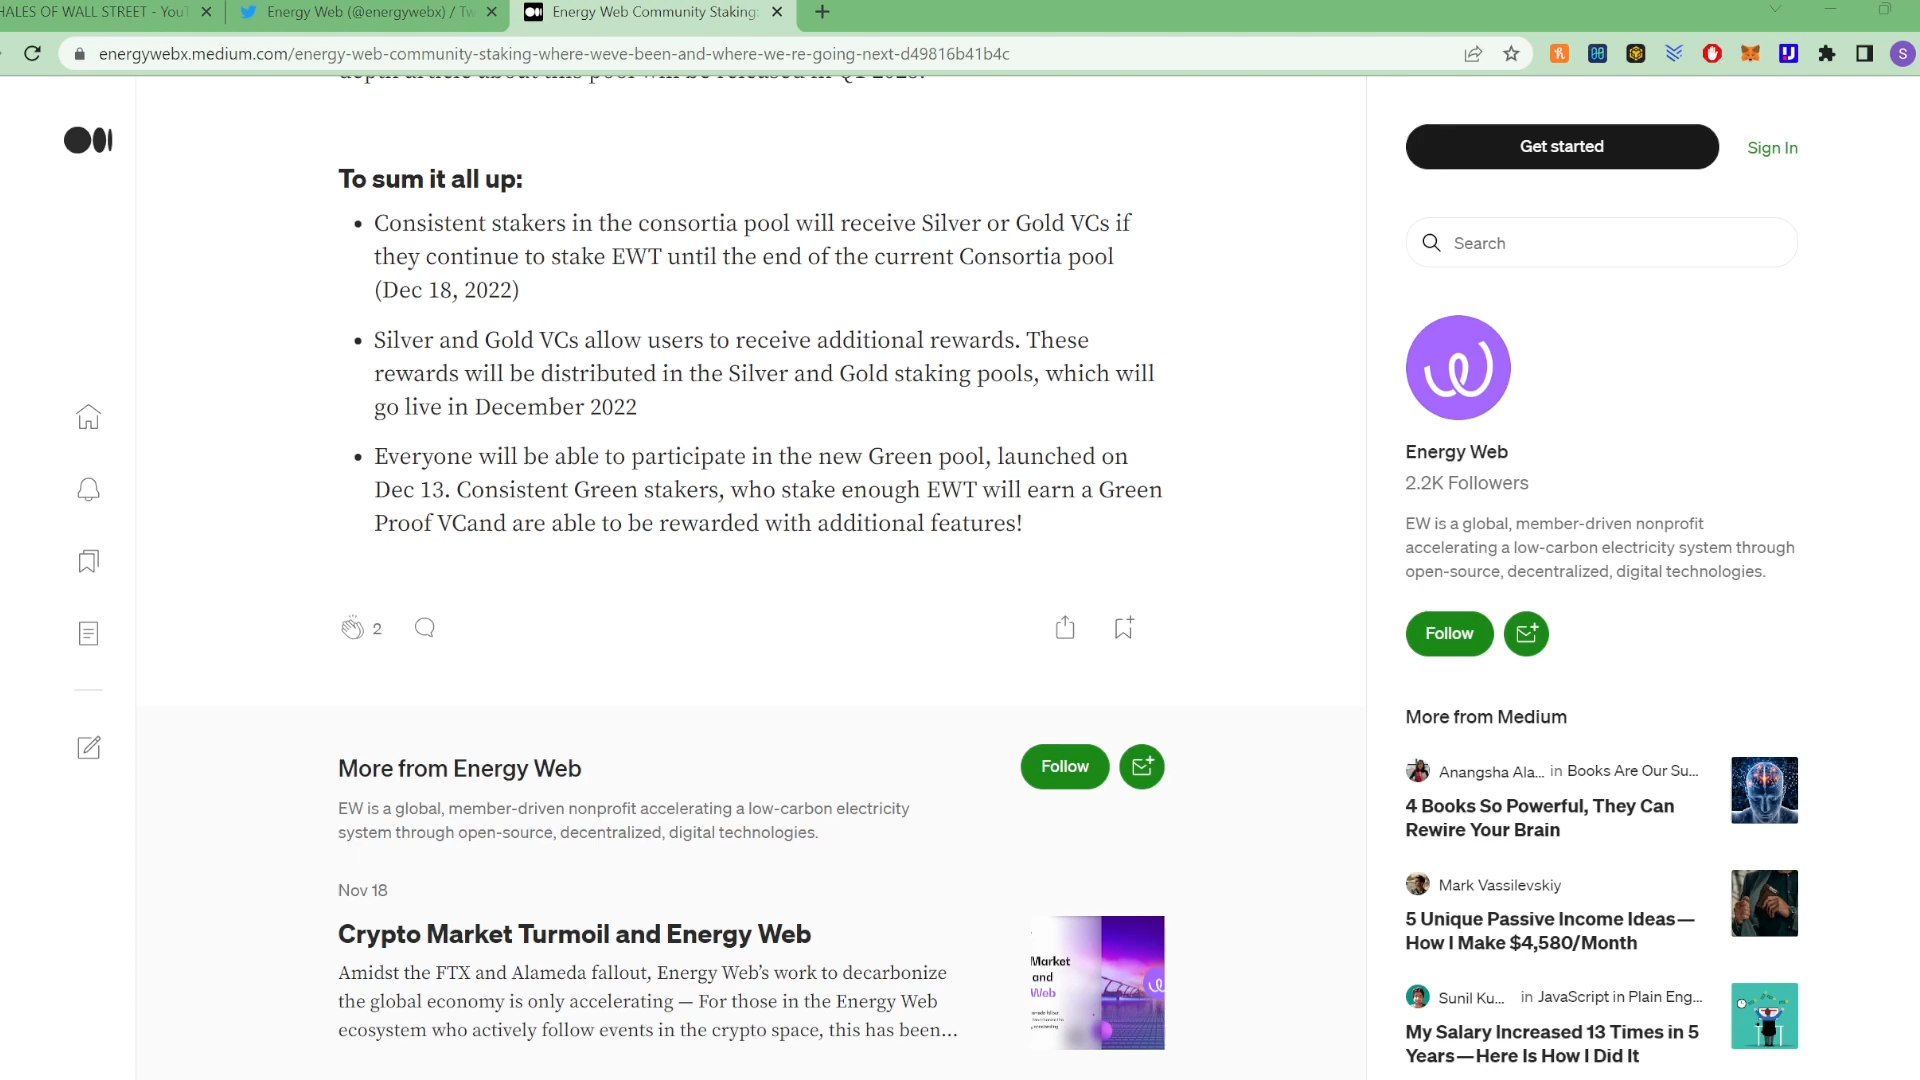 HALES OF WALL STREET - YouT
Energy Web (@energywebx) / Tw
Energy Web Community Staking:
energywebx.medium.com/energy-web-community-staking-where-weve-been-and-where-we-re-going-next-d49816b41b4c
S
depth article about this pool will be released in Q1 2023.
Get started
Sign In
To sum it all up:
Search
• Consistent stakers in the consortia pool will receive Silver or Gold VCs if
they continue to stake EWT until the end of the current Consortia pool
(Dec 18, 2022)
• Silver and Gold VCs allow users to receive additional rewards. These
rewards will be distributed in the Silver and Gold staking pools, which will
go live in December 2022
• Everyone will be able to participate in the new Green pool, launched on
Dec 13. Consistent Green stakers, who stake enough EWT will earn a Green
Proof VCand are able to be rewarded with additional features!
2
Energy Web
2.2K Followers
EW is a global, member-driven nonprofit
accelerating a low-carbon electricity system through
open-source, decentralized, digital technologies.
Follow
More from Energy Web
Follow
EW is a global, member-driven nonprofit accelerating a low-carbon electricity
system through open-source, decentralized, digital technologies.
Nov 18
Crypto Market Turmoil and Energy Web
Amidst the FTX and Alameda fallout, Energy Web's work to decarbonize
the global economy is only accelerating — For those in the Energy Web
ecosystem who actively follow events in the crypto space, this has been...
Market
and
Web
More from Medium
Anangsha Ala... in Books Are Our Su...
4 Books So Powerful, They Can
Rewire Your Brain
Mark Vassilevskiy
5 Unique Passive Income Ideas—
How I Make $4,580/Month
Sunil Ku... in JavaScript in Plain Eng...
My Salary Increased 13 Times in 5
Years—Here Is How I Did It